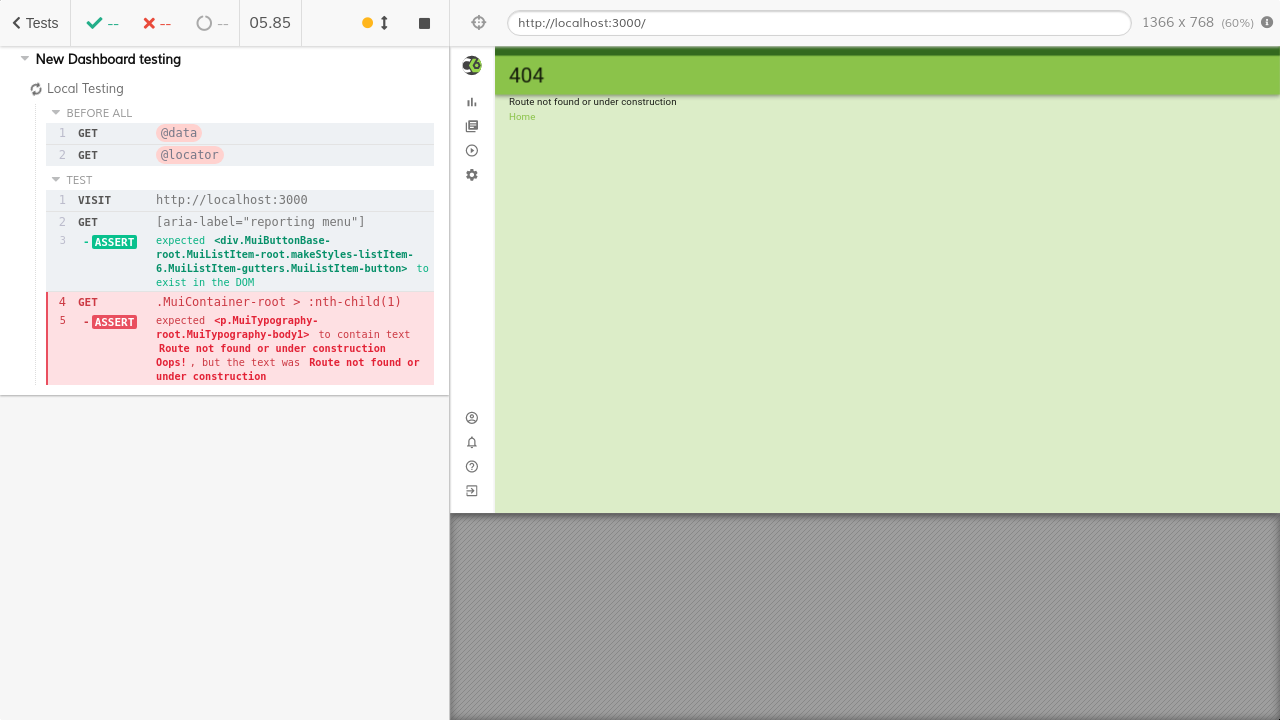 Tests
--
--
--
05.85
http://localhost:3000/
1366 x 768 (60%)
New Dashboard testing
Local Testing
BEFORE ALL
1 GET @data
2 GET @locator
TEST
1 VISIT http://localhost:3000
2 GET [aria-label="reporting menu"]
3 -ASSERT expected <div.MuiButtonBase-
root.MuiListItem-root.makeStyles-listItem-
6.MuiListItem-gutters.MuiListItem-button> to
exist in the DOM
4 GET .MuiContainer-root > :nth-child(1)
5 -ASSERT expected <p.MuiTypography-
root.MuiTypography-body1> to contain text
Route not found or under construction
Oops!, but the text was Route not found or
under construction
404
Route not found or under construction
Home